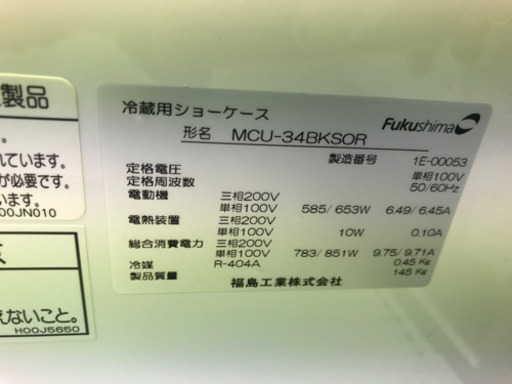 製品
れています。
が必要です。
います。
00JN010
えないこと。
H00J5650
冷蔵用ショーケース
Fukushima
形名 MCU-34BKSOR
製造番号 1E-00053
定格電圧 単相100V
定格周波数 50/60Hz
電動機 三相200V
単相100V 585/653W 6.49/6.45A
電熱装置 三相200V
単相100V 10W 0.10A
総合消費電力 三相200V
単相100V 783/851W 9.75/9.71A
冷媒 R-404A 0.45 Kg
製品質量 145 Kg
福島工業株式会社